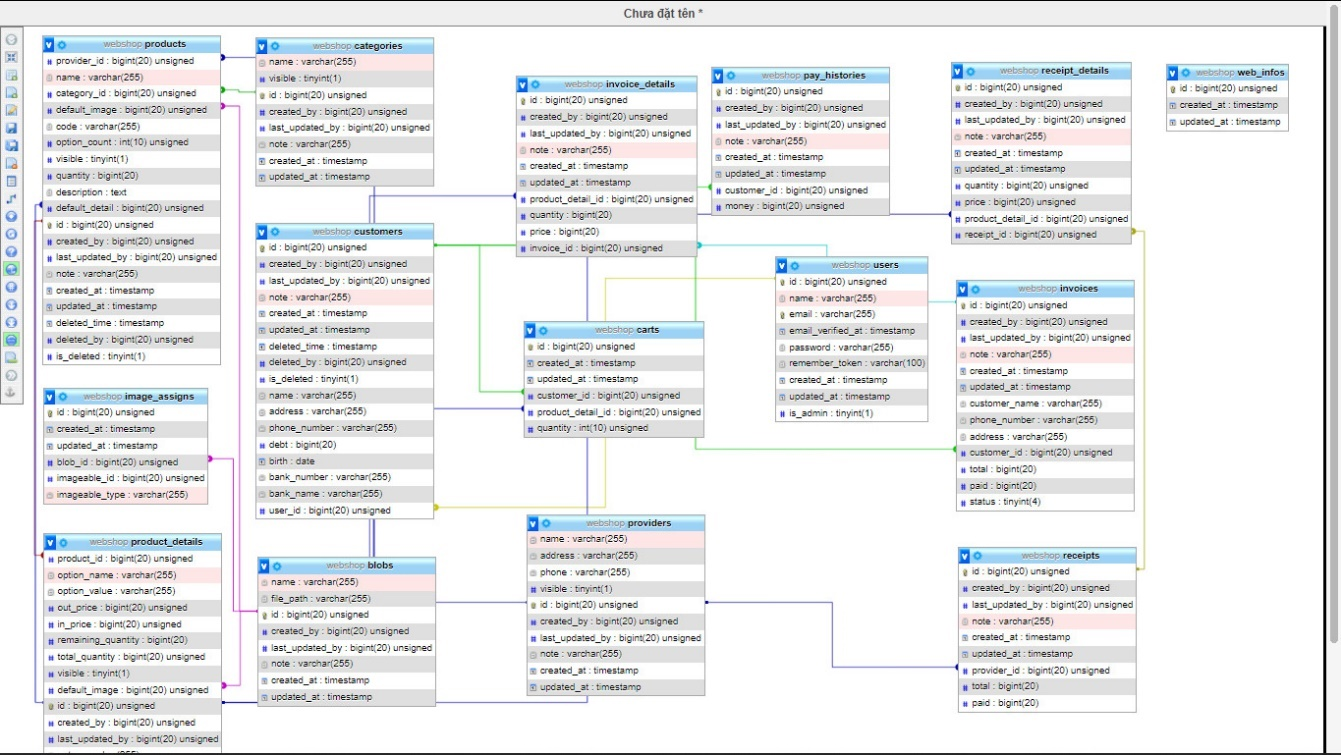 Chưa đặt tên *
webshop products
provider_id : bigint(20) unsigned
name : varchar(255)
category_id : bigint(20) unsigned
default_image : bigint(20) unsigned
code : varchar(255)
option_count : int(10) unsigned
visible : tinyint(1)
quantity : bigint(20)
description : text
default_detail : bigint(20) unsigned
id : bigint(20) unsigned
created_by : bigint(20) unsigned
last_updated_by : bigint(20) unsigned
note : varchar(255)
created_at : timestamp
updated_at : timestamp
deleted_time : timestamp
deleted_by : bigint(20) unsigned
is_deleted : tinyint(1)
webshop image_assigns
id : bigint(20) unsigned
created_at : timestamp
updated_at : timestamp
blob_id : bigint(20) unsigned
imageable_id : bigint(20) unsigned
imageable_type : varchar(255)
webshop product_details
product_id : bigint(20) unsigned
option_name : varchar(255)
option_value : varchar(255)
out_price : bigint(20) unsigned
in_price : bigint(20) unsigned
remaining_quantity : bigint(20)
total_quantity : bigint(20) unsigned
visible : tinyint(1)
default_image : bigint(20) unsigned
id : bigint(20) unsigned
created_by : bigint(20) unsigned
last_updated_by : bigint(20) unsigned
webshop categories
name : varchar(255)
visible : tinyint(1)
id : bigint(20) unsigned
created_by : bigint(20) unsigned
last_updated_by : bigint(20) unsigned
note : varchar(255)
created_at : timestamp
updated_at : timestamp
webshop customers
id : bigint(20) unsigned
created_by : bigint(20) unsigned
last_updated_by : bigint(20) unsigned
note : varchar(255)
created_at : timestamp
updated_at : timestamp
deleted_time : timestamp
deleted_by : bigint(20) unsigned
is_deleted : tinyint(1)
name : varchar(255)
address : varchar(255)
phone_number : varchar(255)
debt : bigint(20)
birth : date
bank_number : varchar(255)
bank_name : varchar(255)
user_id : bigint(20) unsigned
webshop blobs
name : varchar(255)
file_path : varchar(255)
id : bigint(20) unsigned
created_by : bigint(20) unsigned
last_updated_by : bigint(20) unsigned
note : varchar(255)
created_at : timestamp
updated_at : timestamp
webshop invoice_details
id : bigint(20) unsigned
created_by : bigint(20) unsigned
last_updated_by : bigint(20) unsigned
note : varchar(255)
created_at : timestamp
updated_at : timestamp
product_detail_id : bigint(20) unsigned
quantity : bigint(20)
price : bigint(20)
invoice_id : bigint(20) unsigned
webshop carts
id : bigint(20) unsigned
created_at : timestamp
updated_at : timestamp
customer_id : bigint(20) unsigned
product_detail_id : bigint(20) unsigned
quantity : int(10) unsigned
webshop providers
name : varchar(255)
address : varchar(255)
phone : varchar(255)
visible : tinyint(1)
id : bigint(20) unsigned
created_by : bigint(20) unsigned
last_updated_by : bigint(20) unsigned
note : varchar(255)
created_at : timestamp
updated_at : timestamp
webshop pay_histories
id : bigint(20) unsigned
created_by : bigint(20) unsigned
last_updated_by : bigint(20) unsigned
note : varchar(255)
created_at : timestamp
updated_at : timestamp
customer_id : bigint(20) unsigned
money : bigint(20) unsigned
webshop users
id : bigint(20) unsigned
name : varchar(255)
email : varchar(255)
email_verified_at : timestamp
password : varchar(255)
remember_token : varchar(100)
created_at : timestamp
updated_at : timestamp
is_admin : tinyint(1)
webshop receipt_details
id : bigint(20) unsigned
created_by : bigint(20) unsigned
last_updated_by : bigint(20) unsigned
note : varchar(255)
created_at : timestamp
updated_at : timestamp
quantity : bigint(20) unsigned
price : bigint(20) unsigned
product_detail_id : bigint(20) unsigned
receipt_id : bigint(20) unsigned
webshop invoices
id : bigint(20) unsigned
created_by : bigint(20) unsigned
last_updated_by : bigint(20) unsigned
note : varchar(255)
created_at : timestamp
updated_at : timestamp
customer_name : varchar(255)
phone_number : varchar(255)
address : varchar(255)
customer_id : bigint(20) unsigned
total : bigint(20)
paid : bigint(20)
status : tinyint(4)
webshop receipts
id : bigint(20) unsigned
created_by : bigint(20) unsigned
last_updated_by : bigint(20) unsigned
note : varchar(255)
created_at : timestamp
updated_at : timestamp
provider_id : bigint(20) unsigned
total : bigint(20)
paid : bigint(20)
webshop web_infos
id : bigint(20) unsigned
created_at : timestamp
updated_at : timestamp